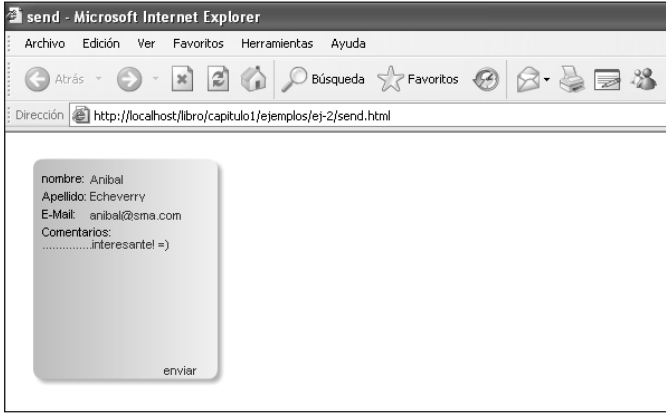 send - Microsoft Internet Explorer
Archivo Edición Ver Favoritos Herramientas Ayuda
Atrás Búsqueda Favoritos
Dirección http://localhost/libro/capitulo1/ejemplos/ej-2/send.html
nombre: Anibal
Apellido: Echeverry
E-Mail: anibal@sma.com
Comentarios:
...............interesante! =)
enviar